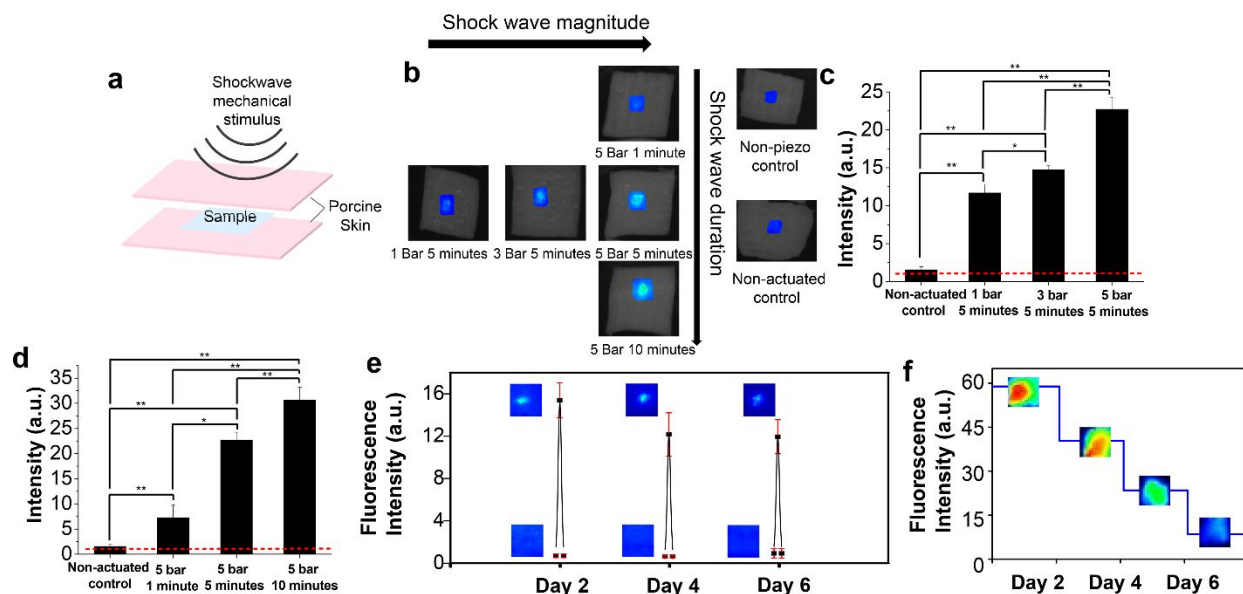 Shock wave magnitude
a
Shockwave
mechanical
stimulus
Sample
Porcine
Skin
b
5 Bar 1 minute
1 Bar 5 minutes
3 Bar 5 minutes
5 Bar 5 minutes
5 Bar 10 minutes
Shock wave duration
Non-piezo
control
Non-actuated
control
c
Intensity (a.u.)
25
20
15
10
5
0
**
**
**
**
**
*
Non-actuated
control
1 bar
5 minutes
3 bar
5 minutes
5 bar
5 minutes
d
Intensity (a.u.)
35
30
25
20
15
10
5
0
**
**
**
**
*
**
Non-actuated
control
5 bar
1 minute
5 bar
5 minutes
5 bar
10 minutes
e
Fluorescence
Intensity (a.u.)
16
12
8
4
0
Day 2
Day 4
Day 6
f
Fluorescence
Intensity (a.u.)
60
45
30
15
0
Day 2
Day 4
Day 6